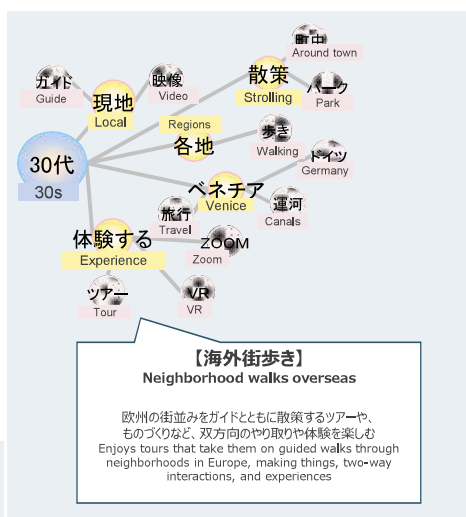 町中
Around town
ガイド
Guide
映像
Video
散策
Strolling
パーク
Park
現地
Local
Regions
各地
歩き
Walking
30代
30s
ドイツ
Germany
ベネチア
Venice
旅行
Travel
運河
Canals
体験する
Experience
ZOOM
Zoom
ツアー
Tour
VR
VR
【海外街歩き】
Neighborhood walks overseas
欧州の街並みをガイドとともに散策するツアーや、
ものづくりなど、双方向のやり取りや体験を楽しむ
Enjoys tours that take them on guided walks through
neighborhoods in Europe, making things, two-way
interactions, and experiences